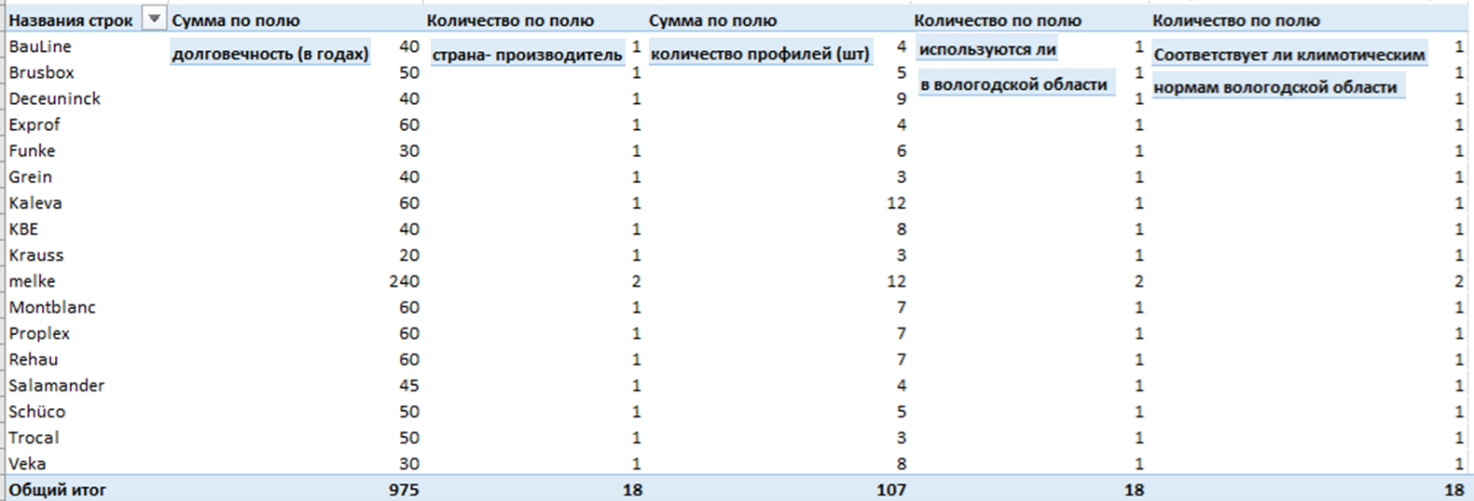 Названия строк Сумма по полю Количество по полю Сумма по полю Количество по полю Количество по полю
долговечность (в годах) страна- производитель количество профилей (шт) используются ли в вологодской области Соответствует ли климотическим нормам вологодской области
BauLine 40 1 4 1 1
Brusbox 50 1 5 1 1
Deceuninck 40 1 9 1 1
Exprof 60 1 4 1 1
Funke 30 1 6 1 1
Grein 40 1 3 1 1
Kaleva 60 1 12 1 1
KBE 40 1 8 1 1
Krauss 20 1 3 1 1
melke 240 2 12 2 2
Montblanc 60 1 7 1 1
Proplex 60 1 7 1 1
Rehau 60 1 7 1 1
Salamander 45 1 4 1 1
Schüco 50 1 5 1 1
Trocal 50 1 3 1 1
Veka 30 1 8 1 1
Общий итог 975 18 107 18 18